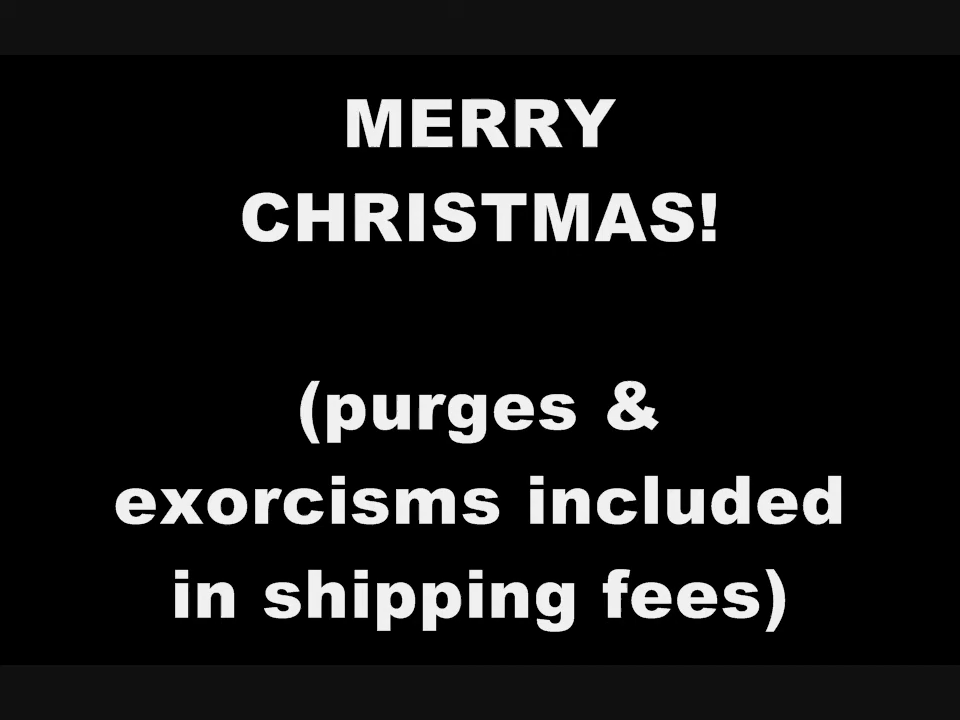 MERRY
CHRISTMAS!
(purges &
exorcisms included
in shipping fees)